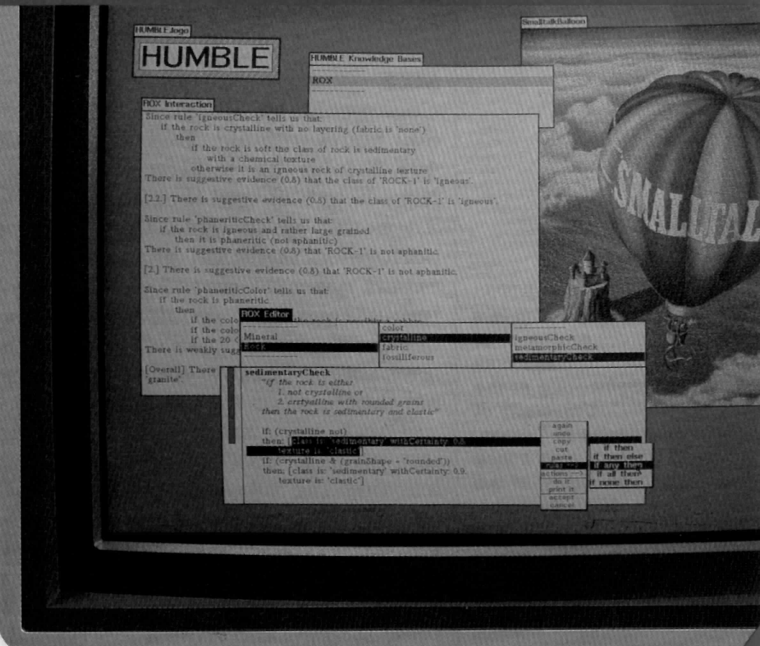 HUMBLE logo
HUMBLE
HUMBLE Knowledge Bases
ROX
SmalltalkBalloon
SMALLTAL
ROX Interaction
Since rule 'igneousCheck' tells us that:
if the rock is crystalline with no layering (fabric is 'none')
then
if the rock is soft the class of rock is sedimentary
with a chemical texture
otherwise it is an igneous rock of crystalline texture
There is suggestive evidence (0.8) that the class of 'ROCK-1' is 'igneous'.
[2.2.] There is suggestive evidence (0.8) that the class of 'ROCK-1' is 'igneous'.
Since rule 'phaneriticCheck' tells us that:
if the rock is igneous and rather large grained
then it is phaneritic (not aphanitic)
There is suggestive evidence (0.8) that 'ROCK-1' is not aphanitic.
[2.] There is suggestive evidence (0.8) that 'ROCK-1' is not aphanitic.
Since rule 'phaneriticColor' tells us that:
if the rock is phaneritic
then
if the colo
if the colo
if the 20
There is weakly sugg
[Overall] There
'granite'
ROX Editor
Mineral
Rock
color
crystalline
fabric
fossiliferous
igneousCheck
metamorphicCheck
sedimentaryCheck
sedimentaryCheck
"if the rock is either
1. not crystalline or
2. crstyalline with rounded grains
then the rock is sedimentary and clastic"
if: (crystalline not)
then: [class is: 'sedimentary' withCertainty: 0.8.
texture is: 'clastic']
if: (crystalline & (grainShape = 'rounded'))
then: [class is: 'sedimentary' withCertainty: 0.9.
texture is: 'clastic']
again
undo
copy
cut
paste
do it
print it
accept
cancel
if then
if then else
if any then
if all then
if none then